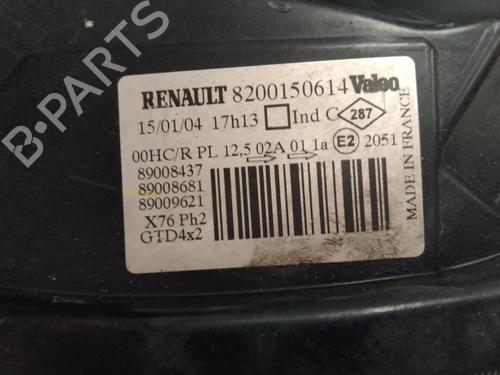 B-PARTS
RENAULT 8200150614 Valeo
15/01/04 17h13 Ind C 287
00HC/R PL 12,5 02A 01 1a E2 2051
89008437
89008681
89009621
X76 Ph2
GTD4x2
MADE IN FRANCE